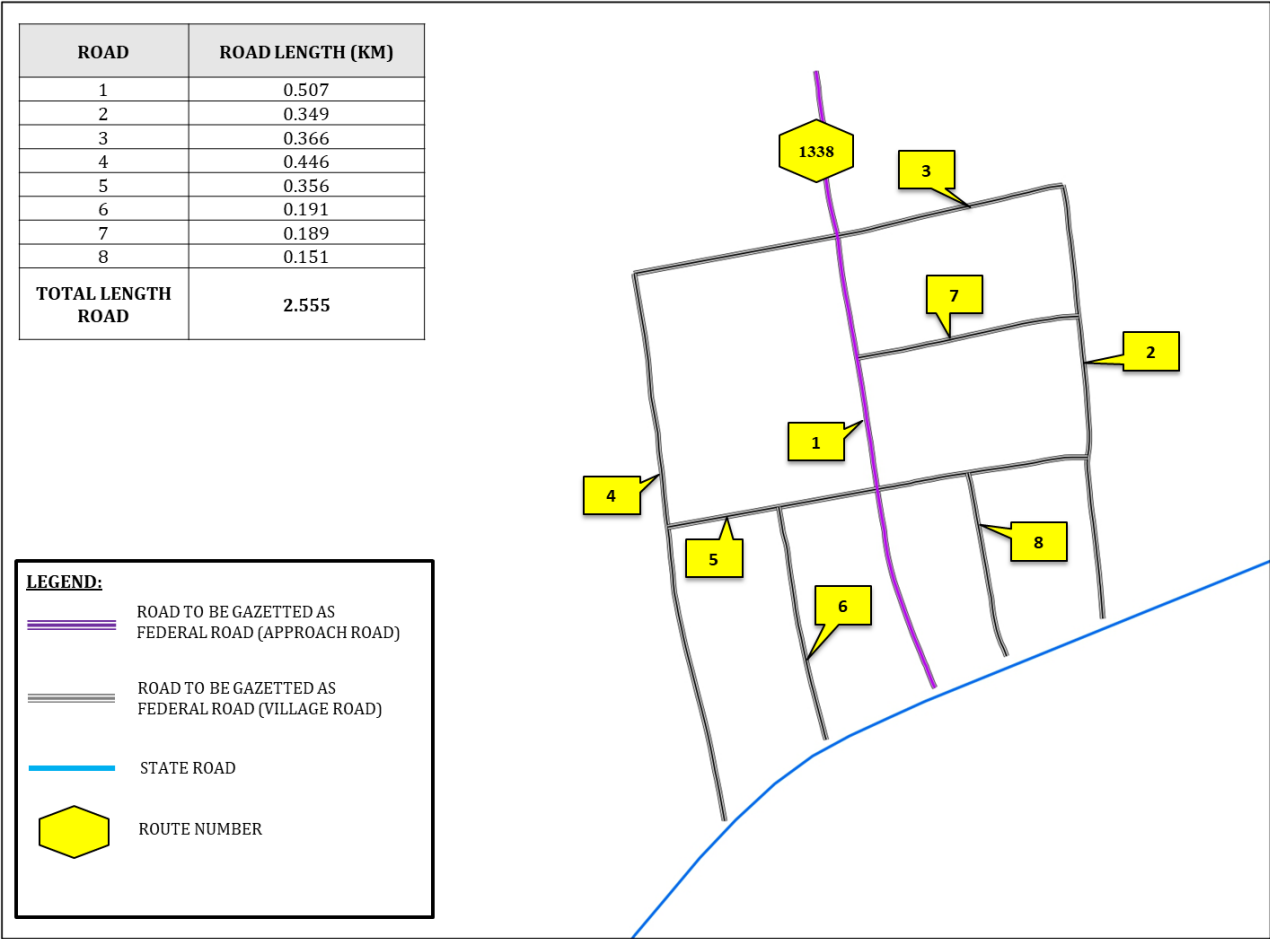 ROAD ROAD LENGTH (KM)
1 0.507
2 0.349
3 0.366
4 0.446
5 0.356
6 0.191
7 0.189
8 0.151
TOTAL LENGTH
ROAD
2.555
1338
3
7
2
1
4
8
5
6
LEGEND:
ROAD TO BE GAZETTED AS
FEDERAL ROAD (APPROACH ROAD)
ROAD TO BE GAZETTED AS
FEDERAL ROAD (VILLAGE ROAD)
STATE ROAD
ROUTE NUMBER